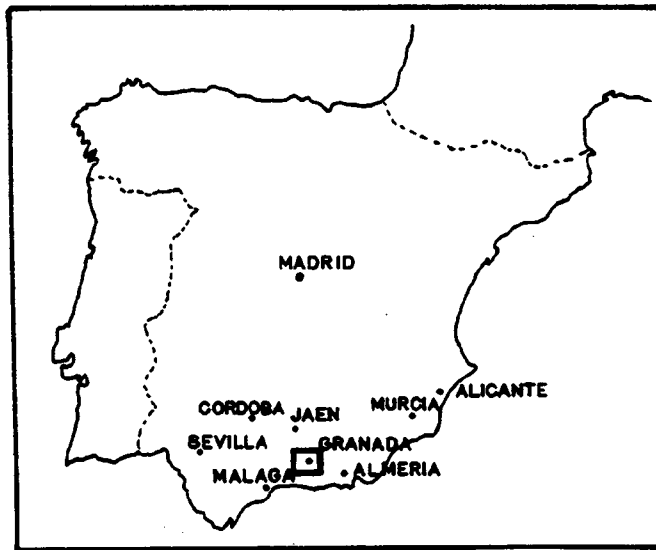 MADRID
ALICANTE
MURCIA
CORDOBA
JAEN
SEVILLA
GRANADA
MALAGA
ALMERIA